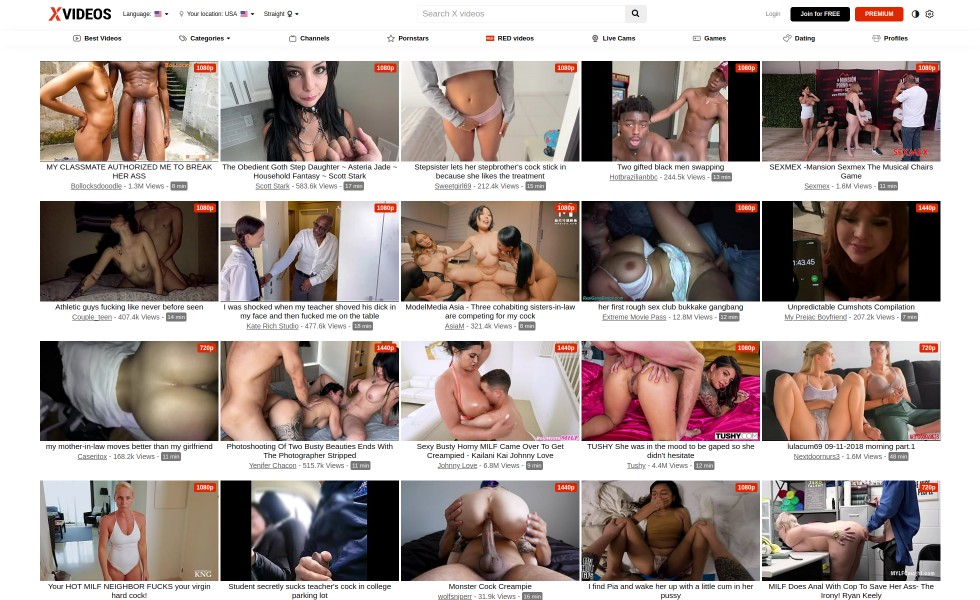 XVIDEOS
Language:
Your location: USA
Straight
Search X videos
Login
Join for FREE
PREMIUM
Best Videos
Categories
Channels
Pornstars
RED videos
Live Cams
Games
Dating
Profiles
1080p
MY CLASSMATE AUTHORIZED ME TO BREAK
HER ASS
Bollocksdooodle - 1.3M Views - 8 min
1080p
The Obedient Goth Step Daughter ~ Asteria Jade ~
Household Fantasy ~ Scott Stark
Scott Stark - 583.6k Views - 17 min
1080p
Stepsister lets her stepbrother's cock stick in
because she likes the treatment
Sweetgirl69 - 212.4k Views - 15 min
1080p
Two gifted black men swapping
Hotbrazilianbbc - 244.5k Views - 13 min
1080p
SEXMEX
SEXMEX -Mansion Sexmex The Musical Chairs
Game
Sexmex - 1.6M Views - 11 min
1080p
Athletic guys fucking like never before seen
Couple_teen - 407.4k Views - 14 min
1080p
I was shocked when my teacher shoved his dick in
my face and then fucked me on the table
Kate Rich Studio - 477.6k Views - 18 min
1080p
ModelMedia Asia - Three cohabiting sisters-in-law
are competing for my cock
AsiaM - 321.4k Views - 8 min
1080p
her first rough sex club bukkake gangbang
Extreme Movie Pass - 12.8M Views - 12 min
1440p
1:43.45
Unpredictable Cumshots Compilation
My Prejac Boyfriend - 207.2k Views - 7 min
720p
my mother-in-law moves better than my girlfriend
Casentox - 168.2k Views - 11 min
1440p
Photoshooting Of Two Busty Beauties Ends With
The Photographer Stripped
Yenifer Chacon - 515.7k Views - 11 min
1440p
Sexy Busty Horny MILF Came Over To Get
Creampied - Kailani Kai Johnny Love
Johnny Love - 6.8M Views - 9 min
1080p
TUSHY.COM
TUSHY She was in the mood to be gaped so she
didn't hesitate
Tushy - 4.4M Views - 12 min
720p
lulacum69 09-11-2018 morning part.1
Nextdoornurs3 - 1.6M Views - 48 min
1080p
KNG
Your HOT MILF NEIGHBOR FUCKS your virgin
hard cock!
Student secretly sucks teacher's cock in college
parking lot
1440p
Monster Cock Creampie
wolfsniperr - 31.9k Views - 16 min
1080p
I find Pia and wake her up with a little cum in her
pussy
720p
MILF Does Anal With Cop To Save Her Ass- The
Irony! Ryan Keely